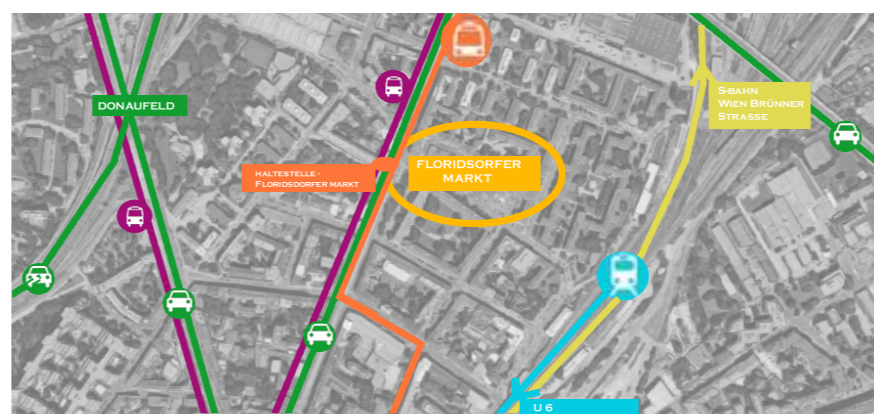 DONAUFELD
S-BAHN
WIEN BRÜNNER
STRASSE
HALTESTELLE -
FLORIDSDORFER MARKT
FLORIDSORFER
MARKT
U 6